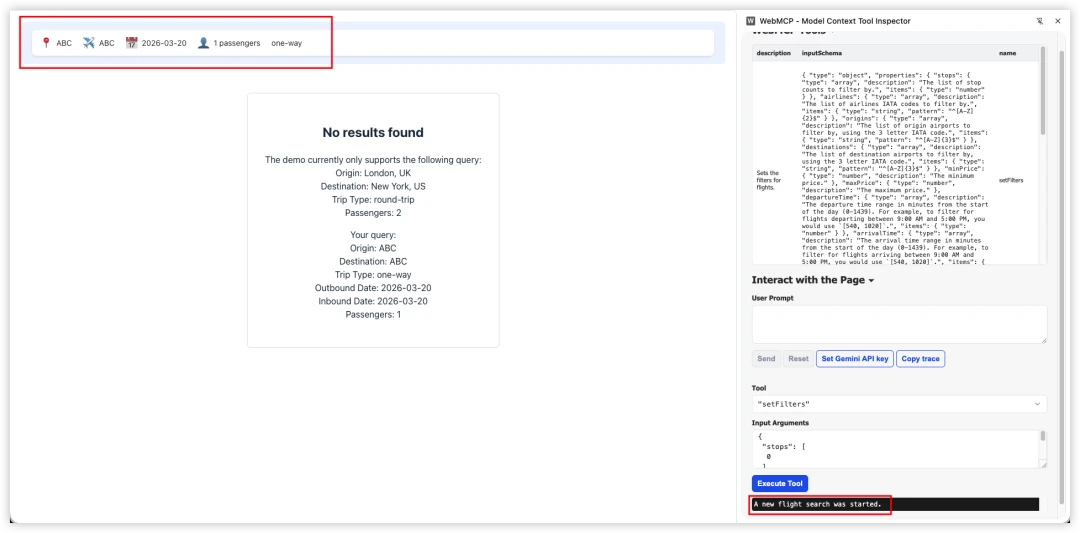 ABC ABC 2026-03-20 1 passengers one-way
No results found
The demo currently only supports the following query:
Origin: London, UK
Destination: New York, US
Trip Type: round-trip
Passengers: 2
Your query:
Origin: ABC
Destination: ABC
Trip Type: one-way
Outbound Date: 2026-03-20
Inbound Date: 2026-03-20
Passengers: 1
WebMCP - Model Context Tool Inspector
WebMCP Tools
description inputSchema name
Sets the
filters for
flights.
{ "type": "object", "properties": { "stops": {
"type": "array", "description": "The list of stop
counts to filter by.", "items": { "type": "number"
} }, "airlines": { "type": "array", "description":
"The list of airlines IATA codes to filter by.",
"items": { "type": "string", "pattern": "^[A-Z]
{2}$" } }, "origins": { "type": "array",
"description": "The list of origin airports to
filter by, using the 3 letter IATA code.", "items":
{ "type": "string", "pattern": "^[A-Z]{3}$" } },
"destinations": { "type": "array", "description":
"The list of destination airports to filter by,
using the 3 letter IATA code.", "items": { "type":
"string", "pattern": "^[A-Z]{3}$" } }, "minPrice":
{ "type": "number", "description": "The minimum
price." }, "maxPrice": { "type": "number",
"description": "The maximum price." },
"departureTime": { "type": "array", "description":
"The departure time range in minutes from the start
of the day (0-1439). For example, to filter for
flights departing between 9:00 AM and 5:00 PM, you
would use `[540, 1020]`.", "items": { "type":
"number" } }, "arrivalTime": { "type": "array",
"description": "The arrival time range in minutes
from the start of the day (0-1439). For example, to
filter for flights arriving between 9:00 AM and
5:00 PM, you would use `[540, 1020]`.", "items": {
setFilters
Interact with the Page
User Prompt
Send Reset Set Gemini API key Copy trace
Tool
"setFilters"
Input Arguments
{
"stops": [
0
]
Execute Tool
A new flight search was started.